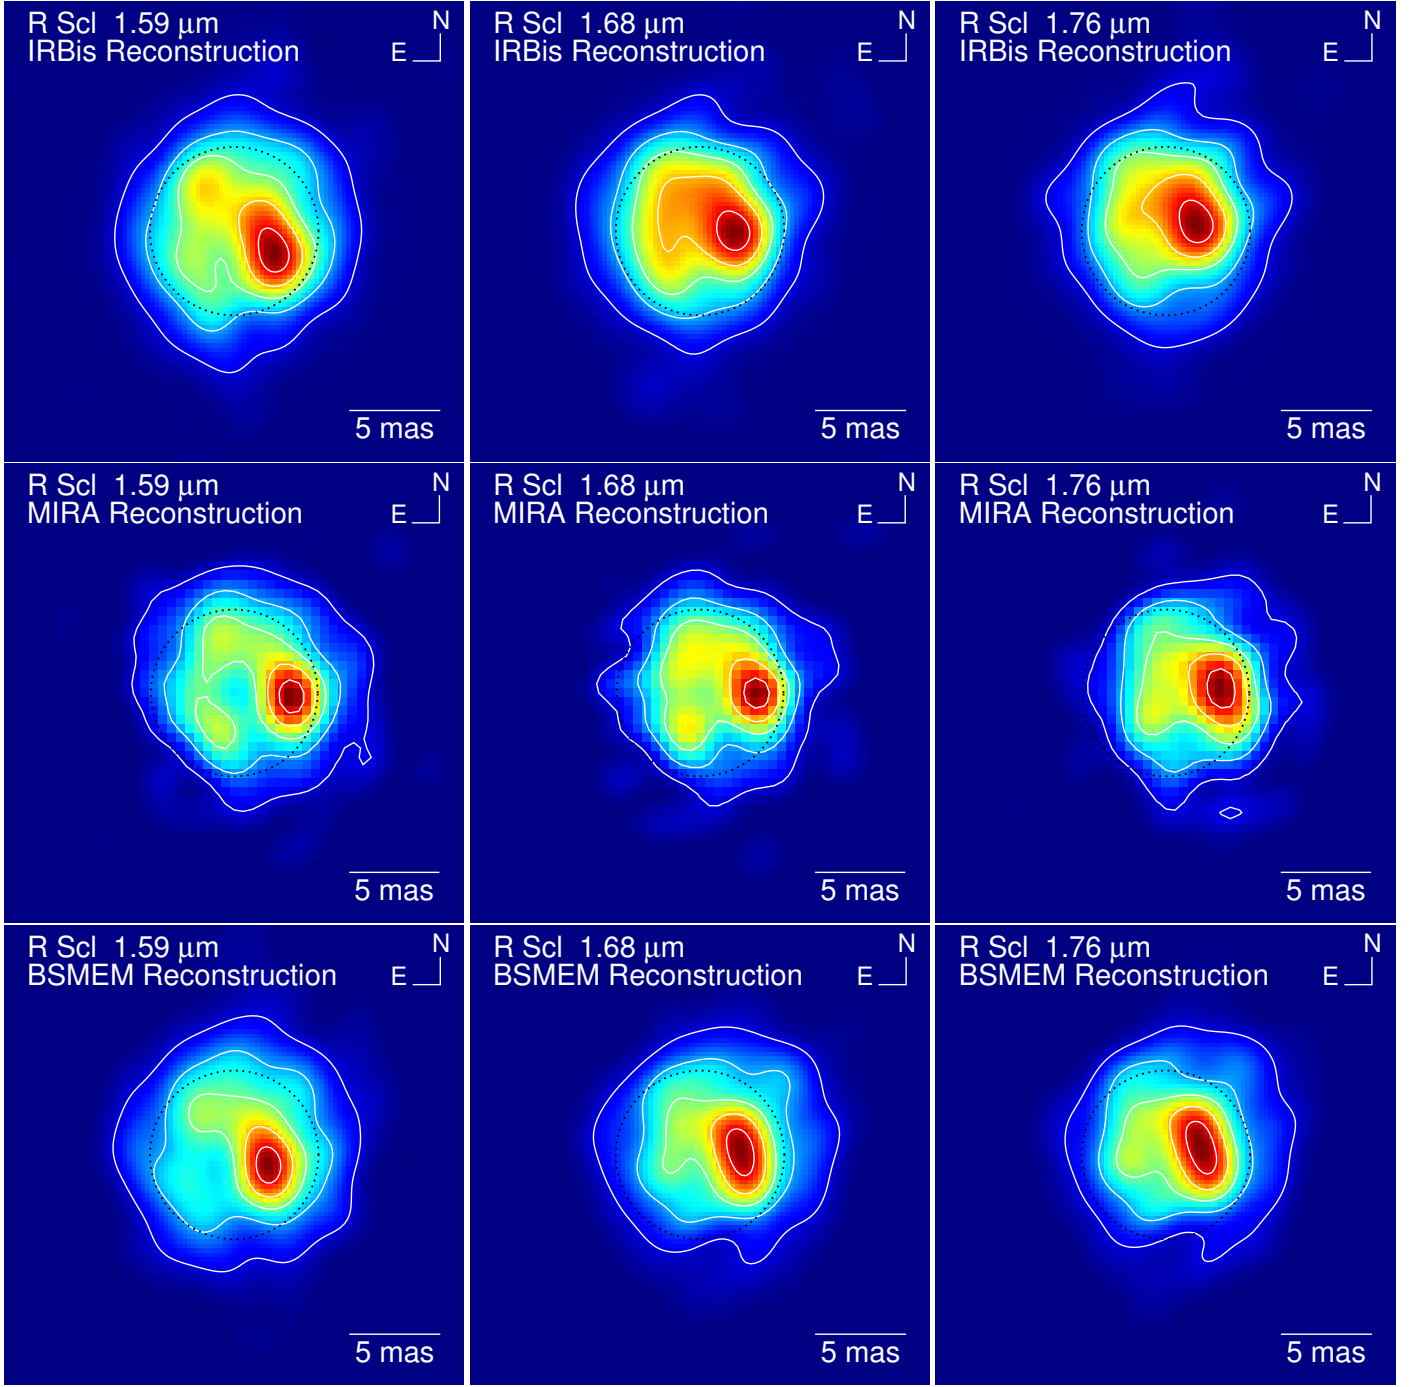 R Scl 1.59 μm
IRBis Reconstruction
N
E
5 mas
R Scl 1.68 μm
IRBis Reconstruction
N
E
5 mas
R Scl 1.76 μm
IRBis Reconstruction
N
E
5 mas
R Scl 1.59 μm
MIRA Reconstruction
N
E
5 mas
R Scl 1.68 μm
MIRA Reconstruction
N
E
5 mas
R Scl 1.76 μm
MIRA Reconstruction
N
E
5 mas
R Scl 1.59 μm
BSMEM Reconstruction
N
E
5 mas
R Scl 1.68 μm
BSMEM Reconstruction
N
E
5 mas
R Scl 1.76 μm
BSMEM Reconstruction
N
E
5 mas